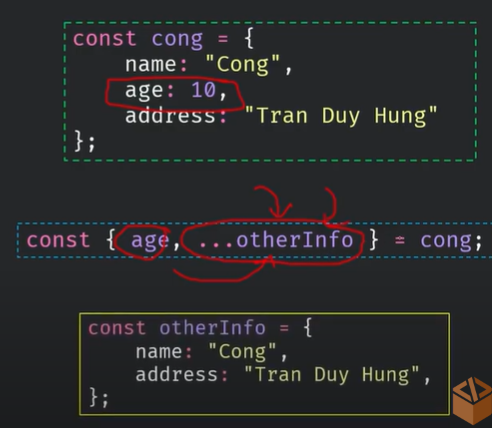 const cong = {
name: "Cong",
age: 10,
address: "Tran Duy Hung"
};
const { age, ...otherInfo } = cong;
const otherInfo = {
name: "Cong",
address: "Tran Duy Hung",
};